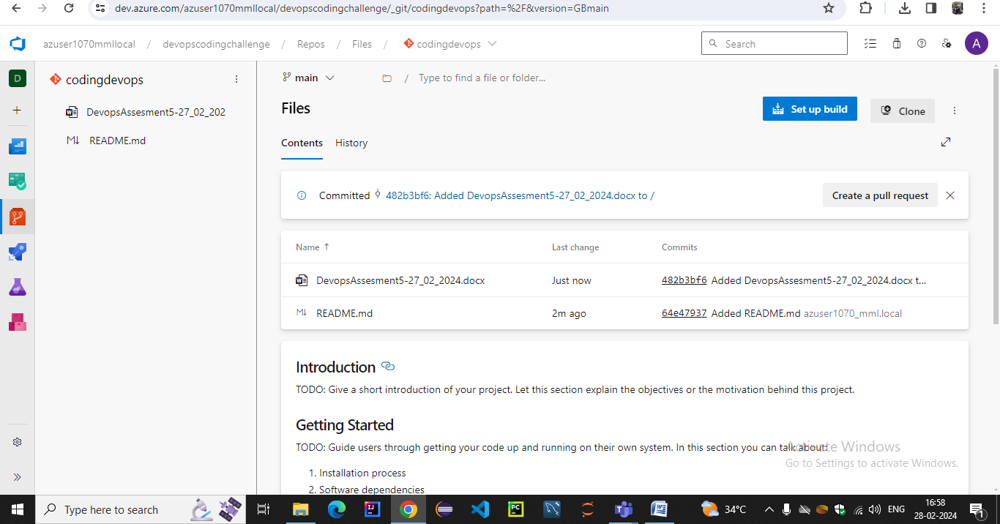 dev.azure.com/azuser1070mmllocal/devopscodingchallenge/_git/codingdevops?path=%2F&version=GBmain
azuser1070mmllocal / devopscodingchallenge / Repos / Files / codingdevops
Search
A
D
codingdevops
DevopsAssesment5-27_02_202
README.md
main
/ Type to find a file or folder...
Files
Set up build
Clone
Contents
History
Committed 482b3bf6: Added DevopsAssesment5-27_02_2024.docx to /
Create a pull request
Name ↑ Last change Commits
DevopsAssesment5-27_02_2024.docx Just now 482b3bf6 Added DevopsAssesment5-27_02_2024.docx t...
README.md 2m ago 64e47937 Added README.md azuser1070_mml.local
Introduction
TODO: Give a short introduction of your project. Let this section explain the objectives or the motivation behind this project.
Getting Started
TODO: Guide users through getting your code up and running on their own system. In this section you can talk about:
1. Installation process
2. Software dependencies
Activate Windows
Go to Settings to activate Windows.
Type here to search
34°C
ENG
16:58
28-02-2024
1